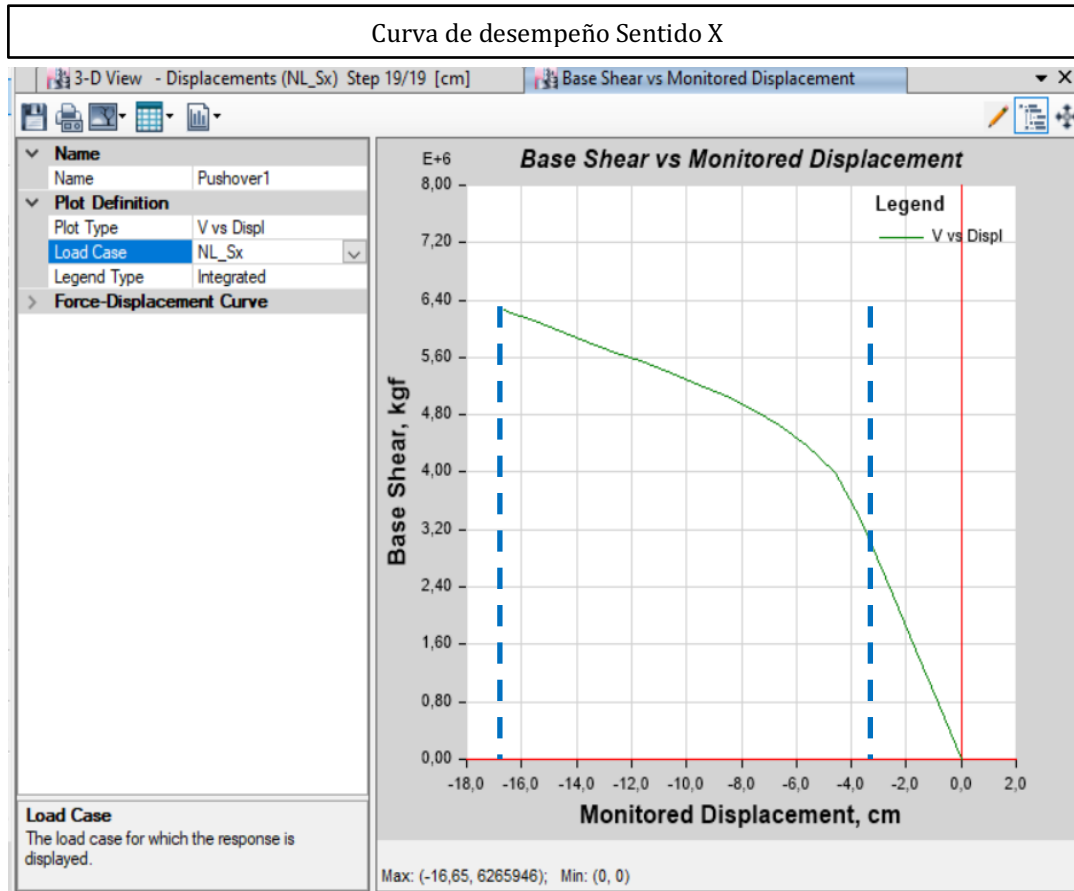 Curva de desempeño Sentido X
3-D View - Displacements (NL_Sx) Step 19/19 [cm]
Base Shear vs Monitored Displacement
Name
Name Pushover1
Plot Definition
Plot Type V vs Displ
Load Case NL_Sx
Legend Type Integrated
Force-Displacement Curve
Load Case
The load case for which the response is
displayed.
Base Shear vs Monitored Displacement
E+6
8,00
7,20
6,40
5,60
4,80
4,00
3,20
2,40
1,60
0,80
0,00
Base Shear, kgf
Legend
V vs Displ
-18,0 -16,0 -14,0 -12,0 -10,0 -8,0 -6,0 -4,0 -2,0 0,0 2,0
Monitored Displacement, cm
Max: (-16,65, 6265946); Min: (0, 0)